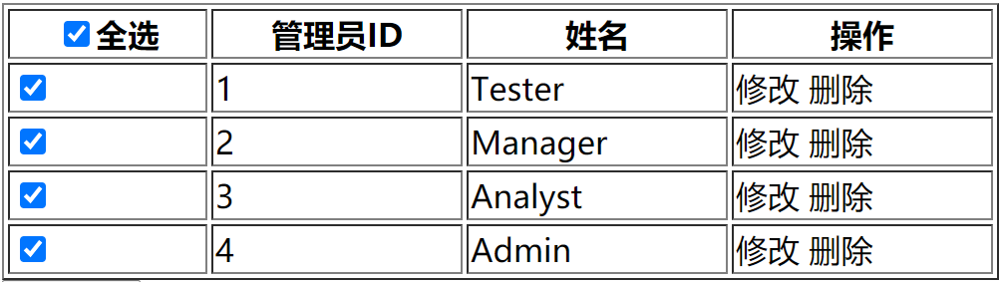 全选 管理员ID 姓名 操作
1 Tester 修改 删除
2 Manager 修改 删除
3 Analyst 修改 删除
4 Admin 修改 删除